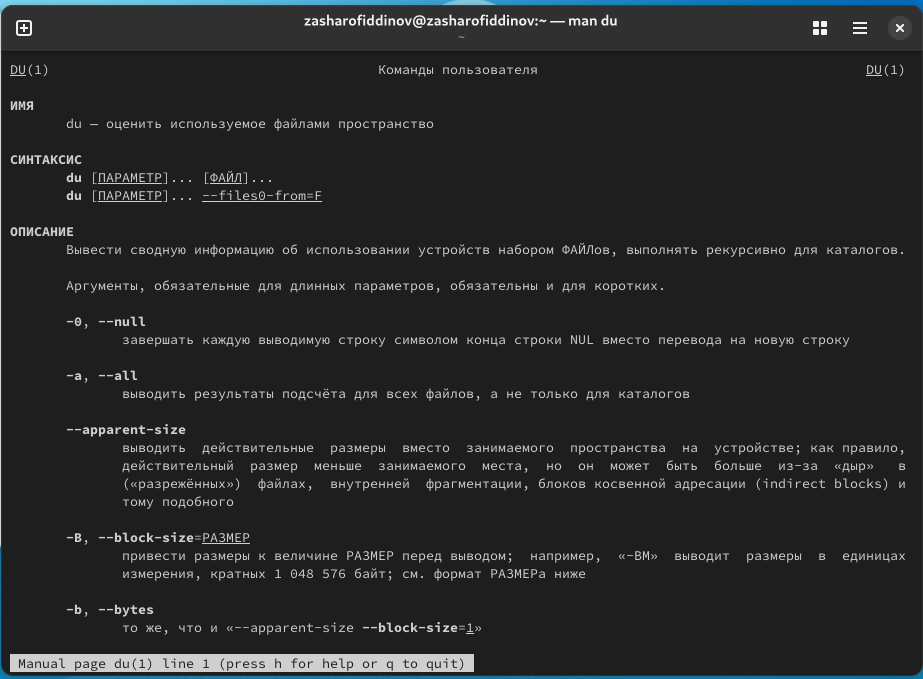 zasharofiddinov@zasharofiddinov:~ — man du
~
DU(1) Команды пользователя DU(1)
ИМЯ
du — оценить используемое файлами пространство
СИНТАКСИС
du [ПАРАМЕТР]... [ФАЙЛ]...
du [ПАРАМЕТР]... --files0-from=F
ОПИСАНИЕ
Вывести сводную информацию об использовании устройств набором ФАЙЛов, выполнять рекурсивно для каталогов.
Аргументы, обязательные для длинных параметров, обязательны и для коротких.
-0, --null
завершать каждую выводимую строку символом конца строки NUL вместо перевода на новую строку
-a, --all
выводить результаты подсчёта для всех файлов, а не только для каталогов
--apparent-size
выводить действительные размеры вместо занимаемого пространства на устройстве; как правило,
действительный размер меньше занимаемого места, но он может быть больше из-за «дыр» в
(«разрежённых») файлах, внутренней фрагментации, блоков косвенной адресации (indirect blocks) и
тому подобного
-B, --block-size=РАЗМЕР
привести размеры к величине РАЗМЕР перед выводом; например, «-BM» выводит размеры в единицах
измерения, кратных 1 048 576 байт; см. формат РАЗМЕРа ниже
-b, --bytes
то же, что и «--apparent-size --block-size=1»
Manual page du(1) line 1 (press h for help or q to quit)